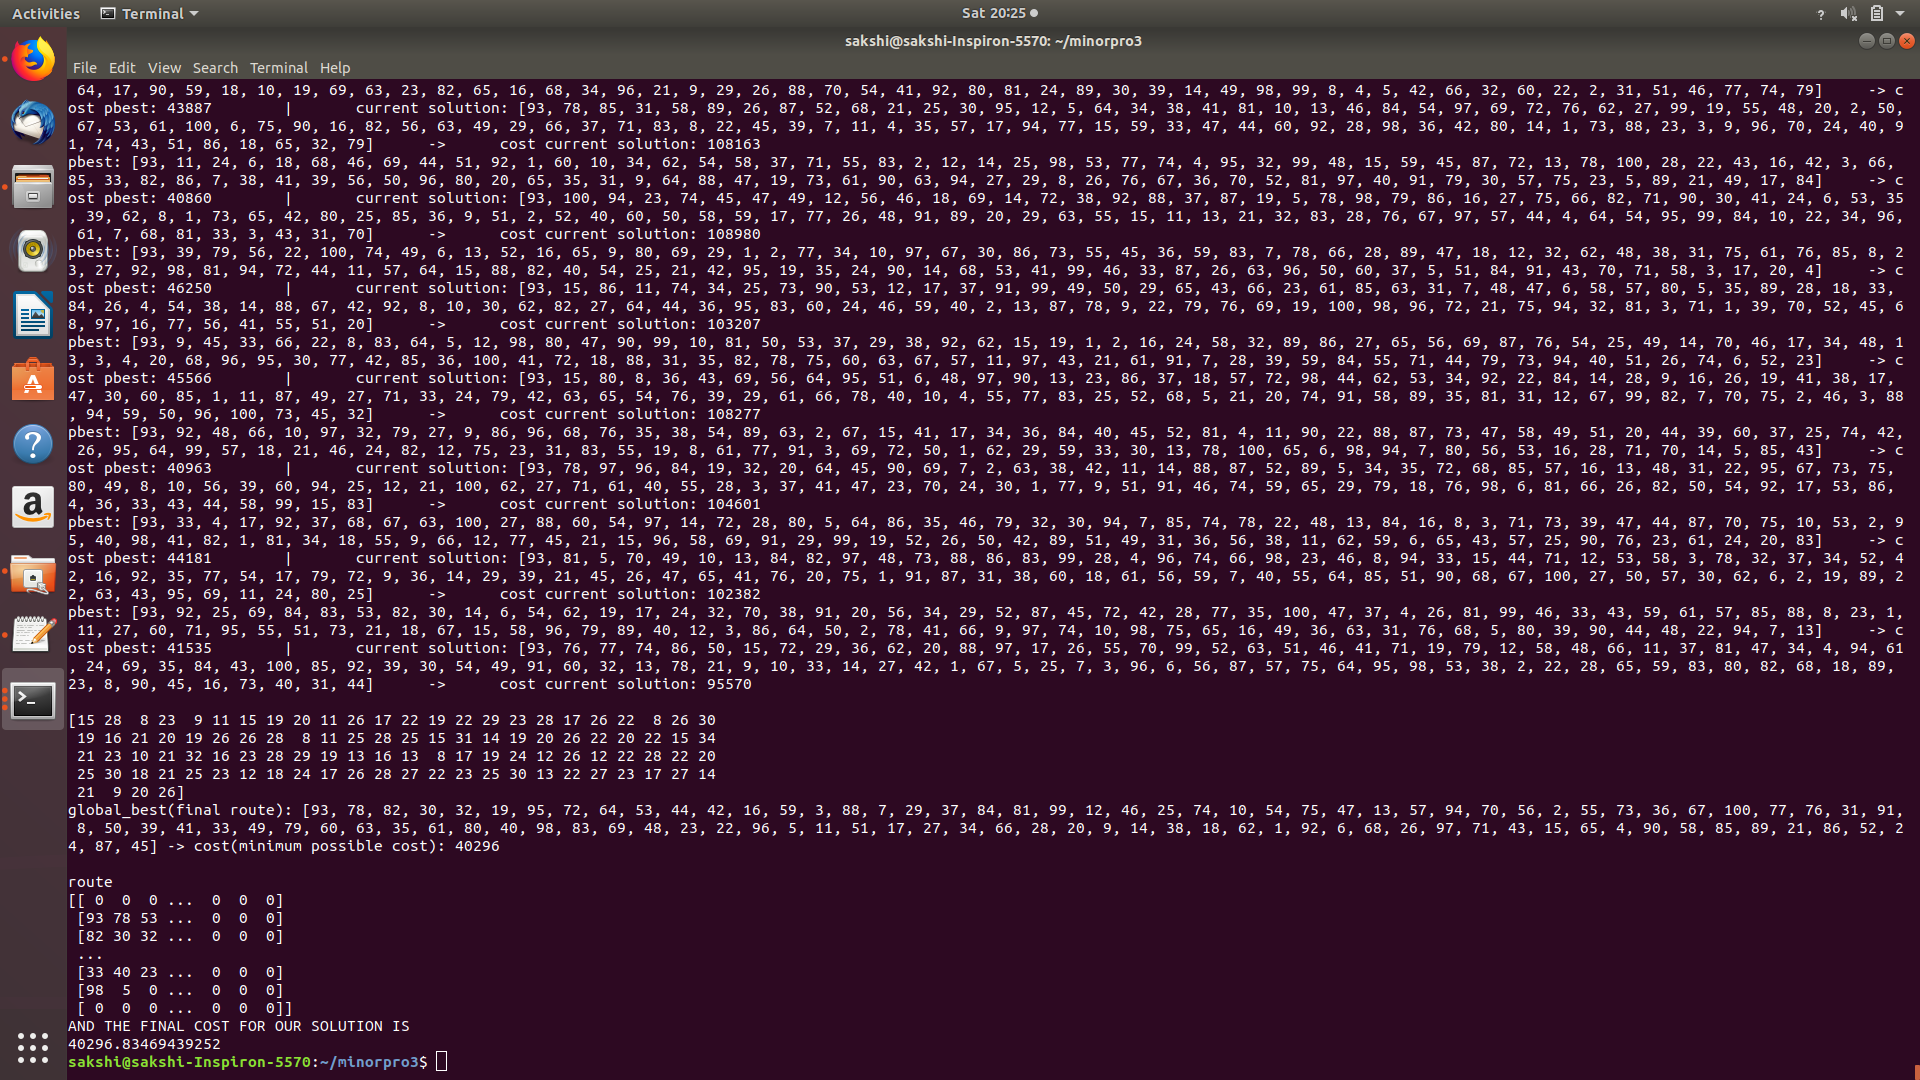 Activities Terminal Sat 20:25
sakshi@sakshi-Inspiron-5570: ~/minorpro3
File Edit View Search Terminal Help
64, 17, 90, 59, 18, 10, 19, 69, 63, 23, 82, 65, 16, 68, 34, 96, 21, 9, 29, 26, 88, 70, 54, 41, 92, 80, 81, 24, 89, 30, 39, 14, 49, 98, 99, 8, 4, 5, 42, 66, 32, 60, 22, 2, 31, 51, 46, 77, 74, 79] -> c
ost pbest: 43887 | current solution: [93, 78, 85, 31, 58, 89, 26, 87, 52, 68, 21, 25, 30, 95, 12, 5, 64, 34, 38, 41, 81, 10, 13, 46, 84, 54, 97, 69, 72, 76, 62, 27, 99, 19, 55, 48, 20, 2, 50,
67, 53, 61, 100, 6, 75, 90, 16, 82, 56, 63, 49, 29, 66, 37, 71, 83, 8, 22, 45, 39, 7, 11, 4, 35, 57, 17, 94, 77, 15, 59, 33, 47, 44, 60, 92, 28, 98, 36, 42, 80, 14, 1, 73, 88, 23, 3, 9, 96, 70, 24, 40, 9
1, 74, 43, 51, 86, 18, 65, 32, 79] -> cost current solution: 108163
pbest: [93, 11, 24, 6, 18, 68, 46, 69, 44, 51, 92, 1, 60, 10, 34, 62, 54, 58, 37, 71, 55, 83, 2, 12, 14, 25, 98, 53, 77, 74, 4, 95, 32, 99, 48, 15, 59, 45, 87, 72, 13, 78, 100, 28, 22, 43, 16, 42, 3, 66,
85, 33, 82, 86, 7, 38, 41, 39, 56, 50, 96, 80, 20, 65, 35, 31, 9, 64, 88, 47, 19, 73, 61, 90, 63, 94, 27, 29, 8, 26, 76, 67, 36, 70, 52, 81, 97, 40, 91, 79, 30, 57, 75, 23, 5, 89, 21, 49, 17, 84] -> c
ost pbest: 40860 | current solution: [93, 100, 94, 23, 74, 45, 47, 49, 12, 56, 46, 18, 69, 14, 72, 38, 92, 88, 37, 87, 19, 5, 78, 98, 79, 86, 16, 27, 75, 66, 82, 71, 90, 30, 41, 24, 6, 53, 35
, 39, 62, 8, 1, 73, 65, 42, 80, 25, 85, 36, 9, 51, 2, 52, 40, 60, 50, 58, 59, 17, 77, 26, 48, 91, 89, 20, 29, 63, 55, 15, 11, 13, 21, 32, 83, 28, 76, 67, 97, 57, 44, 4, 64, 54, 95, 99, 84, 10, 22, 34, 96,
61, 7, 68, 81, 33, 3, 43, 31, 70] -> cost current solution: 108980
pbest: [93, 39, 79, 56, 22, 100, 74, 49, 6, 13, 52, 16, 65, 9, 80, 69, 29, 1, 2, 77, 34, 10, 97, 67, 30, 86, 73, 55, 45, 36, 59, 83, 7, 78, 66, 28, 89, 47, 18, 12, 32, 62, 48, 38, 31, 75, 61, 76, 85, 8, 2
3, 27, 92, 98, 81, 94, 72, 44, 11, 57, 64, 15, 88, 82, 40, 54, 25, 21, 42, 95, 19, 35, 24, 90, 14, 68, 53, 41, 99, 46, 33, 87, 26, 63, 96, 50, 60, 37, 5, 51, 84, 91, 43, 70, 71, 58, 3, 17, 20, 4] -> c
ost pbest: 46250 | current solution: [93, 15, 86, 11, 74, 34, 25, 73, 90, 53, 12, 17, 37, 91, 99, 49, 50, 29, 65, 43, 66, 23, 61, 85, 63, 31, 7, 48, 47, 6, 58, 57, 80, 5, 35, 89, 28, 18, 33,
84, 26, 4, 54, 38, 14, 88, 67, 42, 92, 8, 10, 30, 62, 82, 27, 64, 44, 36, 95, 83, 60, 24, 46, 59, 40, 2, 13, 87, 78, 9, 22, 79, 76, 69, 19, 100, 98, 96, 72, 21, 75, 94, 32, 81, 3, 71, 1, 39, 70, 52, 45, 6
8, 97, 16, 77, 56, 41, 55, 51, 20] -> cost current solution: 103207
pbest: [93, 9, 45, 33, 66, 22, 8, 83, 64, 5, 12, 98, 80, 47, 90, 99, 10, 81, 50, 53, 37, 29, 38, 92, 62, 15, 19, 1, 2, 16, 24, 58, 32, 89, 86, 27, 65, 56, 69, 87, 76, 54, 25, 49, 14, 70, 46, 17, 34, 48, 1
3, 3, 4, 20, 68, 96, 95, 30, 77, 42, 85, 36, 100, 41, 72, 18, 88, 31, 35, 82, 78, 75, 60, 63, 67, 57, 11, 97, 43, 21, 61, 91, 7, 28, 39, 59, 84, 55, 71, 44, 79, 73, 94, 40, 51, 26, 74, 6, 52, 23] -> c
ost pbest: 45566 | current solution: [93, 15, 80, 8, 36, 43, 69, 56, 64, 95, 51, 6, 48, 97, 90, 13, 23, 86, 37, 18, 57, 72, 98, 44, 62, 53, 34, 92, 22, 84, 14, 28, 9, 16, 26, 19, 41, 38, 17,
47, 30, 60, 85, 1, 11, 87, 49, 27, 71, 33, 24, 79, 42, 63, 65, 54, 76, 39, 29, 61, 66, 78, 40, 10, 4, 55, 77, 83, 25, 52, 68, 5, 21, 20, 74, 91, 58, 89, 35, 81, 31, 12, 67, 99, 82, 7, 70, 75, 2, 46, 3, 88
, 94, 59, 50, 96, 100, 73, 45, 32] -> cost current solution: 108277
pbest: [93, 92, 48, 66, 10, 97, 32, 79, 27, 9, 86, 96, 68, 76, 35, 38, 54, 89, 63, 2, 67, 15, 41, 17, 34, 36, 84, 40, 45, 52, 81, 4, 11, 90, 22, 88, 87, 73, 47, 58, 49, 51, 20, 44, 39, 60, 37, 25, 74, 42,
26, 95, 64, 99, 57, 18, 21, 46, 24, 82, 12, 75, 23, 31, 83, 55, 19, 8, 61, 77, 91, 3, 69, 72, 50, 1, 62, 29, 59, 33, 30, 13, 78, 100, 65, 6, 98, 94, 7, 80, 56, 53, 16, 28, 71, 70, 14, 5, 85, 43] -> c
ost pbest: 40963 | current solution: [93, 78, 97, 96, 84, 19, 32, 20, 64, 45, 90, 69, 7, 2, 63, 38, 42, 11, 14, 88, 87, 52, 89, 5, 34, 35, 72, 68, 85, 57, 16, 13, 48, 31, 22, 95, 67, 73, 75,
80, 49, 8, 10, 56, 39, 60, 94, 25, 12, 21, 100, 62, 27, 71, 61, 40, 55, 28, 3, 37, 41, 47, 23, 70, 24, 30, 1, 77, 9, 51, 91, 46, 74, 59, 65, 29, 79, 18, 76, 98, 6, 81, 66, 26, 82, 50, 54, 92, 17, 53, 86,
4, 36, 33, 43, 44, 58, 99, 15, 83] -> cost current solution: 104601
pbest: [93, 33, 4, 17, 92, 37, 68, 67, 63, 100, 27, 88, 60, 54, 97, 14, 72, 28, 80, 5, 64, 86, 35, 46, 79, 32, 30, 94, 7, 85, 74, 78, 22, 48, 13, 84, 16, 8, 3, 71, 73, 39, 47, 44, 87, 70, 75, 10, 53, 2, 9
5, 40, 98, 41, 82, 1, 81, 34, 18, 55, 9, 66, 12, 77, 45, 21, 15, 96, 58, 69, 91, 29, 99, 19, 52, 26, 50, 42, 89, 51, 49, 31, 36, 56, 38, 11, 62, 59, 6, 65, 43, 57, 25, 90, 76, 23, 61, 24, 20, 83] -> c
ost pbest: 44181 | current solution: [93, 81, 5, 70, 49, 10, 13, 84, 82, 97, 48, 73, 88, 86, 83, 99, 28, 4, 96, 74, 66, 98, 23, 46, 8, 94, 33, 15, 44, 71, 12, 53, 58, 3, 78, 32, 37, 34, 52, 4
2, 16, 92, 35, 77, 54, 17, 79, 72, 9, 36, 14, 29, 39, 21, 45, 26, 47, 65, 41, 76, 20, 75, 1, 91, 87, 31, 38, 60, 18, 61, 56, 59, 7, 40, 55, 64, 85, 51, 90, 68, 67, 100, 27, 50, 57, 30, 62, 6, 2, 19, 89, 2
2, 63, 43, 95, 69, 11, 24, 80, 25] -> cost current solution: 102382
pbest: [93, 92, 25, 69, 84, 83, 53, 82, 30, 14, 6, 54, 62, 19, 17, 24, 32, 70, 38, 91, 20, 56, 34, 29, 52, 87, 45, 72, 42, 28, 77, 35, 100, 47, 37, 4, 26, 81, 99, 46, 33, 43, 59, 61, 57, 85, 88, 8, 23, 1,
11, 27, 60, 71, 95, 55, 51, 73, 21, 18, 67, 15, 58, 96, 79, 89, 40, 12, 3, 86, 64, 50, 2, 78, 41, 66, 9, 97, 74, 10, 98, 75, 65, 16, 49, 36, 63, 31, 76, 68, 5, 80, 39, 90, 44, 48, 22, 94, 7, 13] -> c
ost pbest: 41535 | current solution: [93, 76, 77, 74, 86, 50, 15, 72, 29, 36, 62, 20, 88, 97, 17, 26, 55, 70, 99, 52, 63, 51, 46, 41, 71, 19, 79, 12, 58, 48, 66, 11, 37, 81, 47, 34, 4, 94, 61
, 24, 69, 35, 84, 43, 100, 85, 92, 39, 30, 54, 49, 91, 60, 32, 13, 78, 21, 9, 10, 33, 14, 27, 42, 1, 67, 5, 25, 7, 3, 96, 6, 56, 87, 57, 75, 64, 95, 98, 53, 38, 2, 22, 28, 65, 59, 83, 80, 82, 68, 18, 89,
23, 8, 90, 45, 16, 73, 40, 31, 44] -> cost current solution: 95570
[15 28 8 23 9 11 15 19 20 11 26 17 22 19 22 29 23 28 17 26 22 8 26 30
19 16 21 20 19 26 26 28 8 11 25 28 25 15 31 14 19 20 26 22 20 22 15 34
21 23 10 21 32 16 23 28 29 19 13 16 13 8 17 19 24 12 26 12 22 28 22 20
25 30 18 21 25 23 12 18 24 17 26 28 27 22 23 25 30 13 22 27 23 17 27 14
21 9 20 26]
global_best(final route): [93, 78, 82, 30, 32, 19, 95, 72, 64, 53, 44, 42, 16, 59, 3, 88, 7, 29, 37, 84, 81, 99, 12, 46, 25, 74, 10, 54, 75, 47, 13, 57, 94, 70, 56, 2, 55, 73, 36, 67, 100, 77, 76, 31, 91,
8, 50, 39, 41, 33, 49, 79, 60, 63, 35, 61, 80, 40, 98, 83, 69, 48, 23, 22, 96, 5, 11, 51, 17, 27, 34, 66, 28, 20, 9, 14, 38, 18, 62, 1, 92, 6, 68, 26, 97, 71, 43, 15, 65, 4, 90, 58, 85, 89, 21, 86, 52, 2
4, 87, 45] -> cost(minimum possible cost): 40296
route
[[ 0 0 0 ... 0 0 0]
[93 78 53 ... 0 0 0]
[82 30 32 ... 0 0 0]
...
[33 40 23 ... 0 0 0]
[98 5 0 ... 0 0 0]
[ 0 0 0 ... 0 0 0]]
AND THE FINAL COST FOR OUR SOLUTION IS
40296.83469439252
sakshi@sakshi-Inspiron-5570:~/minorpro3$